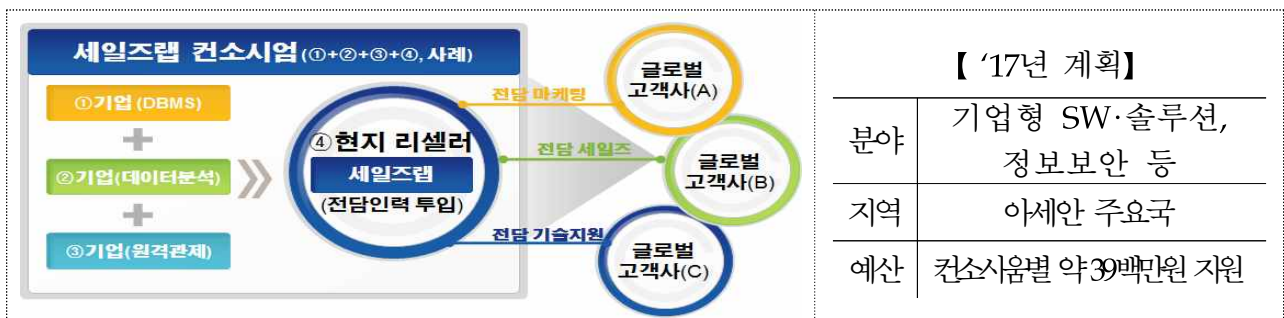 세일즈랩 컨소시엄(①+②+③+④, 사례)
①기업(DBMS)
+
②기업(데이터분석)
+
③기업(원격관제)
④현지 리셀러
세일즈랩
(전담인력 투입)
전담 마케팅
전담 세일즈
전담 기술지원
글로벌
고객사(A)
글로벌
고객사(B)
글로벌
고객사(C)
【 ‘17년 계획】
분야
기업형 SW·솔루션,
정보보안 등
지역
아세안 주요국
예산
컨소시움별 약 39백만원 지원